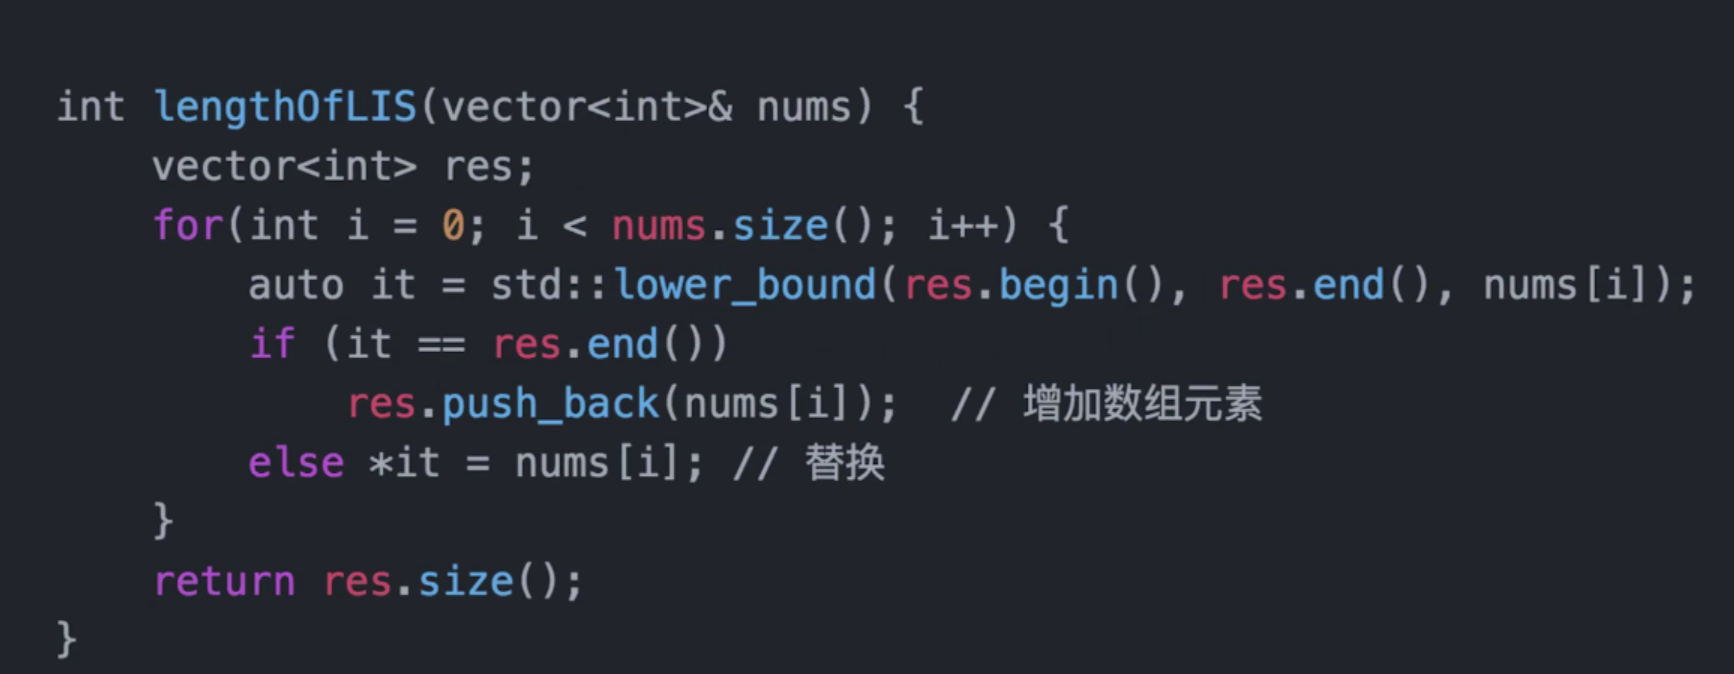 int lengthOfLIS(vector<int>& nums) {
    vector<int> res;
    for(int i = 0; i < nums.size(); i++) {
        auto it = std::lower_bound(res.begin(), res.end(), nums[i]);
        if (it == res.end())
            res.push_back(nums[i]);  // 增加数组元素
        else *it = nums[i]; // 替换
    }
    return res.size();
}